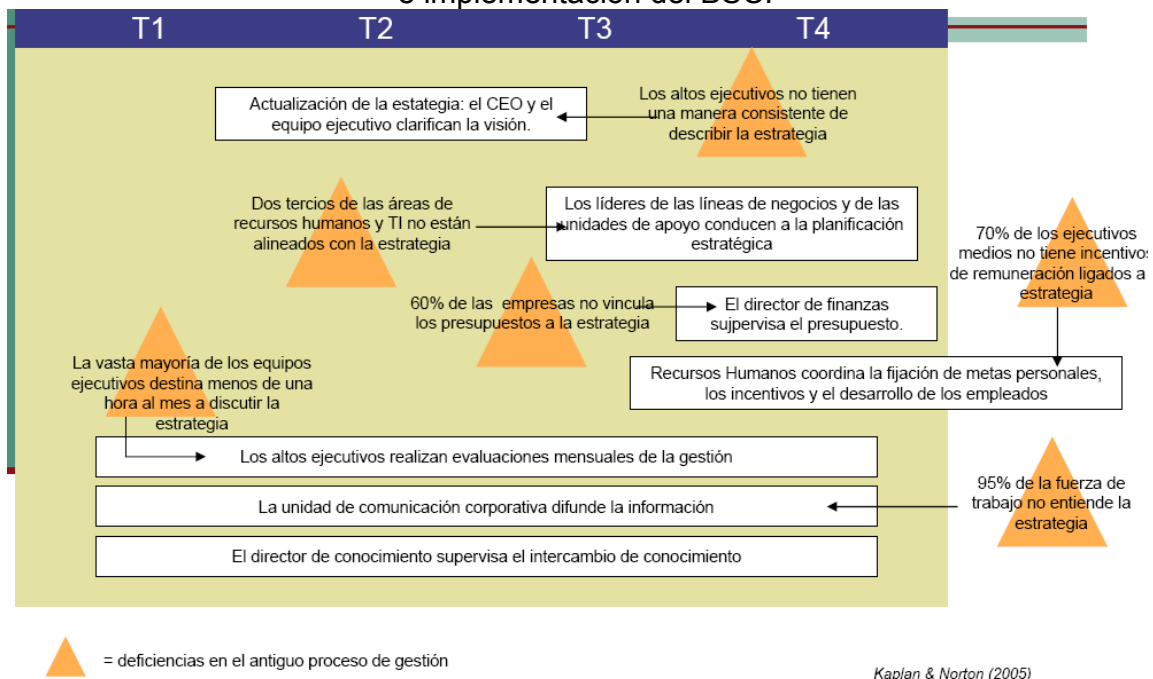 e implementación del BSC.
T1 T2 T3 T4
Actualización de la estategia: el CEO y el
equipo ejecutivo clarifican la visión.
Los altos ejecutivos no tienen
una manera consistente de
describir la estrategia
Dos tercios de las áreas de
recursos humanos y TI no están
alineados con la estrategia
Los líderes de las líneas de negocios y de las
unidades de apoyo conducen a la planificación
estratégica
70% de los ejecutivos
medios no tiene incentivos
de remuneración ligados a
estrategia
60% de las empresas no vincula
los presupuestos a la estrategia
El director de finanzas
sujpervisa el presupuesto.
La vasta mayoría de los equipos
ejecutivos destina menos de una
hora al mes a discutir la
estrategia
Recursos Humanos coordina la fijación de metas personales,
los incentivos y el desarrollo de los empleados
Los altos ejecutivos realizan evaluaciones mensuales de la gestión
La unidad de comunicación corporativa difunde la información
95% de la fuerza de
trabajo no entiende la
estrategia
El director de conocimiento supervisa el intercambio de conocimiento
= deficiencias en el antiguo proceso de gestión
Kaplan & Norton (2005)